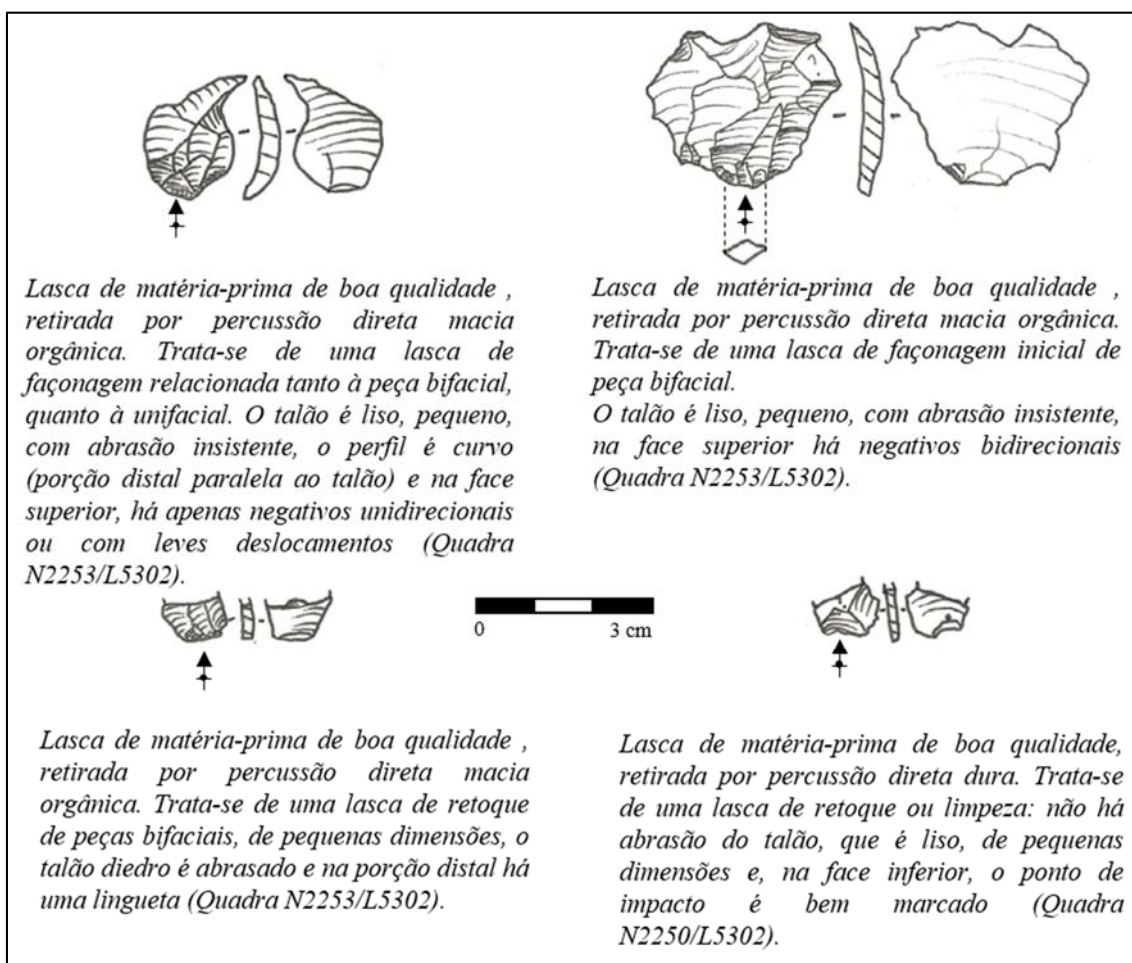 Lasca de matéria-prima de boa qualidade ,
retirada por percussão direta macia
orgânica. Trata-se de uma lasca de
façonagem relacionada tanto à peça bifacial,
quanto à unifacial. O talão é liso, pequeno,
com abrasão insistente, o perfil é curvo
(porção distal paralela ao talão) e na face
superior, há apenas negativos unidirecionais
ou com leves deslocamentos (Quadra
N2253/L5302).
?
Lasca de matéria-prima de boa qualidade ,
retirada por percussão direta macia orgânica.
Trata-se de uma lasca de façonagem inicial de
peça bifacial.
O talão é liso, pequeno, com abrasão insistente,
na face superior há negativos bidirecionais
(Quadra N2253/L5302).
0 3 cm
Lasca de matéria-prima de boa qualidade ,
retirada por percussão direta macia
orgânica. Trata-se de uma lasca de retoque
de peças bifaciais, de pequenas dimensões, o
talão diedro é abrasado e na porção distal há
uma lingueta (Quadra N2253/L5302).
Lasca de matéria-prima de boa qualidade,
retirada por percussão direta dura. Trata-se
de uma lasca de retoque ou limpeza: não há
abrasão do talão, que é liso, de pequenas
dimensões e, na face inferior, o ponto de
impacto é bem marcado (Quadra
N2250/L5302).